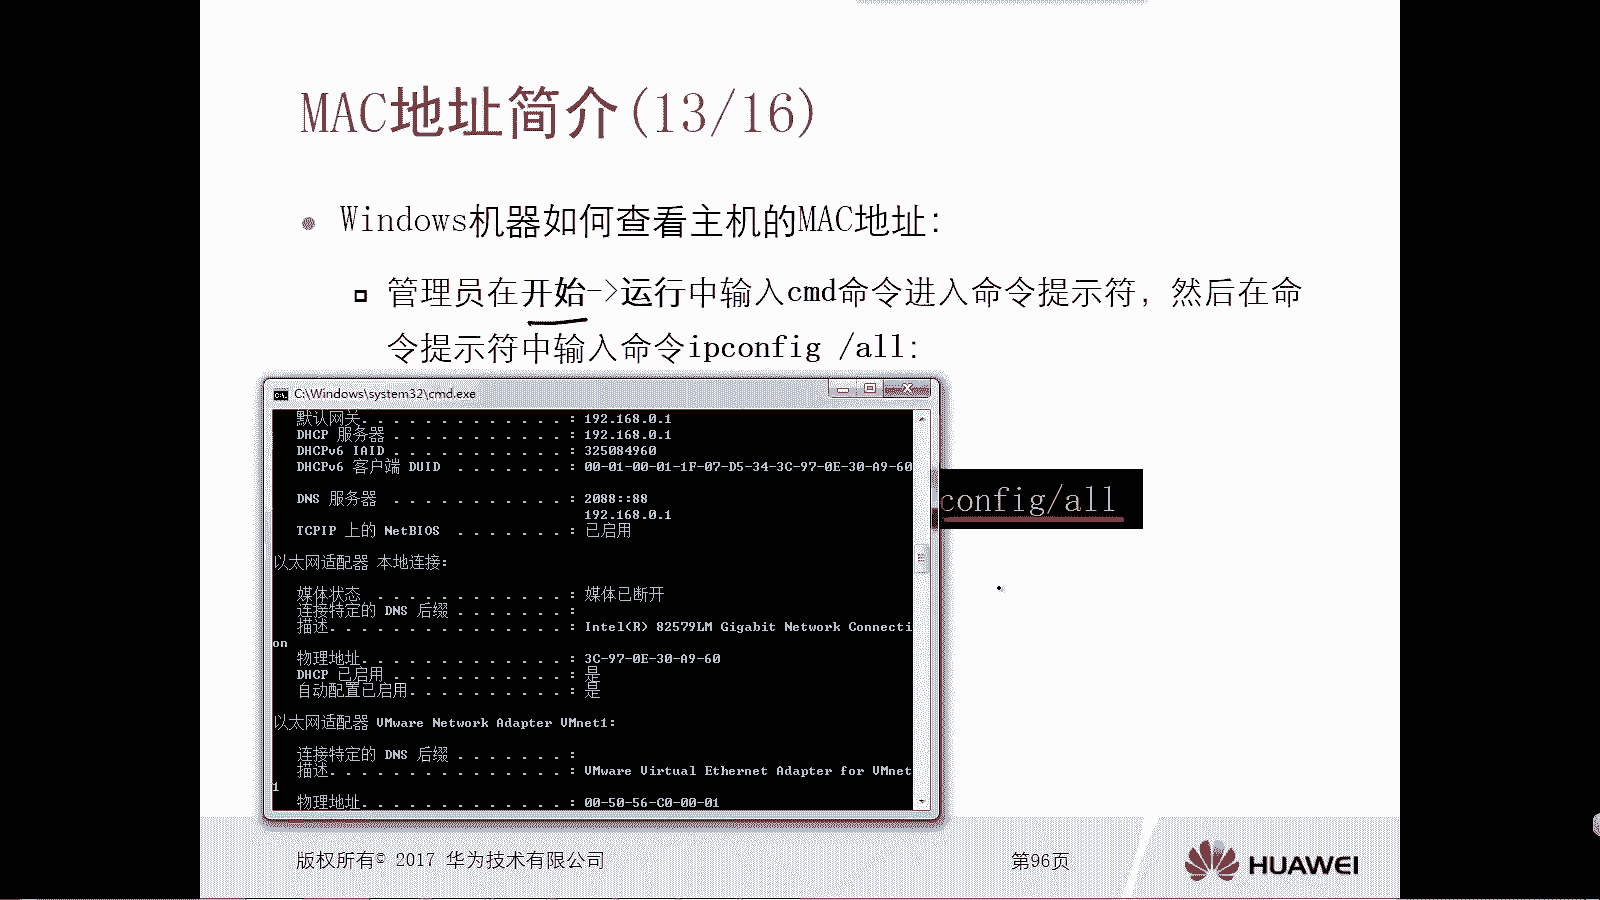 MAC地址简介(13/16)
Windows机器如何查看主机的MAC地址:
管理员在开始->运行中输入cmd命令进入命令提示符，然后在命
令提示符中输入命令ipconfig /all:
C:\Windows\system32\cmd.exe
默认网关. . . . . . . . . . . . . : 192.168.0.1
DHCP 服务器 . . . . . . . . . . . : 192.168.0.1
DHCPv6 IAID . . . . . . . . . . . : 325084960
DHCPv6 客户端 DUID  . . . . . . . : 00-01-00-01-1F-07-D5-34-3C-97-0E-30-A9-60
DNS 服务器  . . . . . . . . . . . : 2088::88
192.168.0.1
TCPIP 上的 NetBIOS  . . . . . . . : 已启用
config/all
以太网适配器 本地连接:
媒体状态  . . . . . . . . . . . . : 媒体已断开
连接特定的 DNS 后缀 . . . . . . . :
描述. . . . . . . . . . . . . . . : Intel(R) 82579LM Gigabit Network Connecti
on
物理地址. . . . . . . . . . . . . : 3C-97-0E-30-A9-60
DHCP 已启用 . . . . . . . . . . . : 是
自动配置已启用. . . . . . . . . . : 是
以太网适配器 VMware Network Adapter VMnet1:
连接特定的 DNS 后缀 . . . . . . . :
描述. . . . . . . . . . . . . . . : VMware Virtual Ethernet Adapter for VMnet
1
物理地址. . . . . . . . . . . . . : 00-50-56-C0-00-01
版权所有© 2017 华为技术有限公司
第96页
HUAWEI